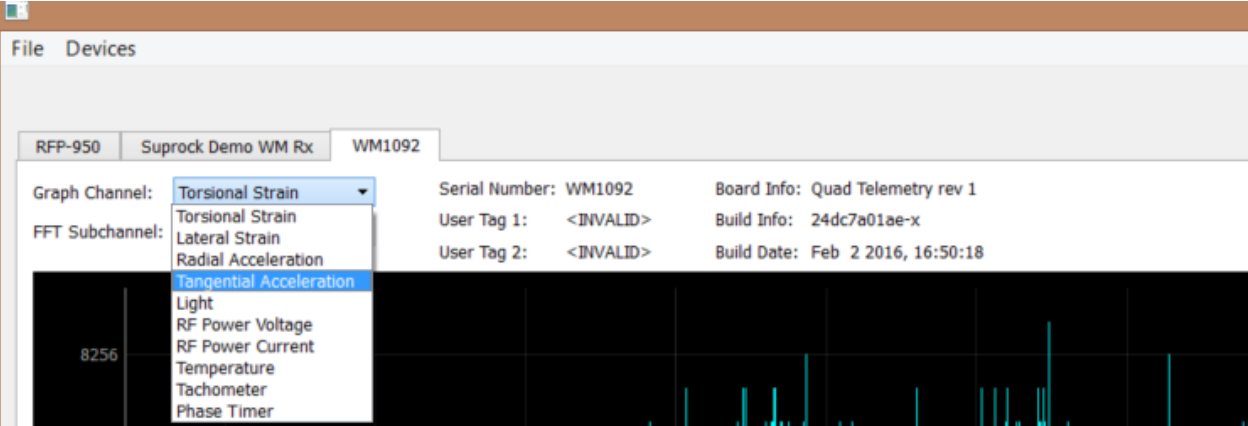 File Devices
RFP-950 Suprock Demo WM Rx WM1092
Graph Channel: Torsional Strain Serial Number: WM1092 Board Info: Quad Telemetry rev 1
Torsional Strain
FFT Subchannel: User Tag 1: <INVALID> Build Info: 24dc7a01ae-x
Lateral Strain
Radial Acceleration User Tag 2: <INVALID> Build Date: Feb 2 2016, 16:50:18
Tangential Acceleration
Light
RF Power Voltage
RF Power Current
8256
Temperature
Tachometer
Phase Timer